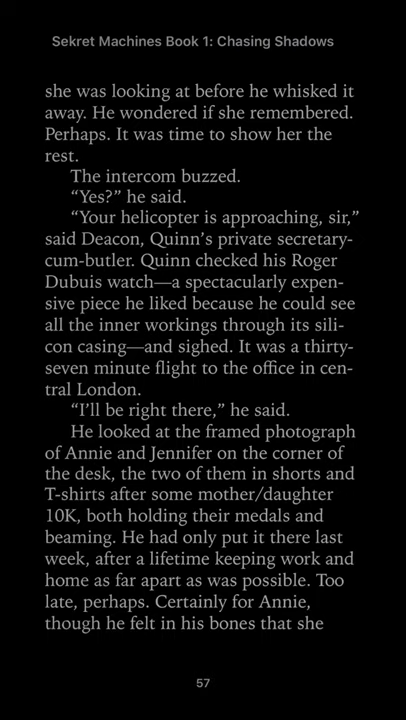 Sekret Machines Book 1: Chasing Shadows
she was looking at before he whisked it
away. He wondered if she remembered.
Perhaps. It was time to show her the
rest.
The intercom buzzed.
“Yes?” he said.
“Your helicopter is approaching, sir,”
said Deacon, Quinn’s private secretary-
cum-butler. Quinn checked his Roger
Dubuis watch—a spectacularly expen-
sive piece he liked because he could see
all the inner workings through its sili-
con casing—and sighed. It was a thirty-
seven minute flight to the office in cen-
tral London.
“I’ll be right there,” he said.
He looked at the framed photograph
of Annie and Jennifer on the corner of
the desk, the two of them in shorts and
T-shirts after some mother/daughter
10K, both holding their medals and
beaming. He had only put it there last
week, after a lifetime keeping work and
home as far apart as was possible. Too
late, perhaps. Certainly for Annie,
though he felt in his bones that she
57